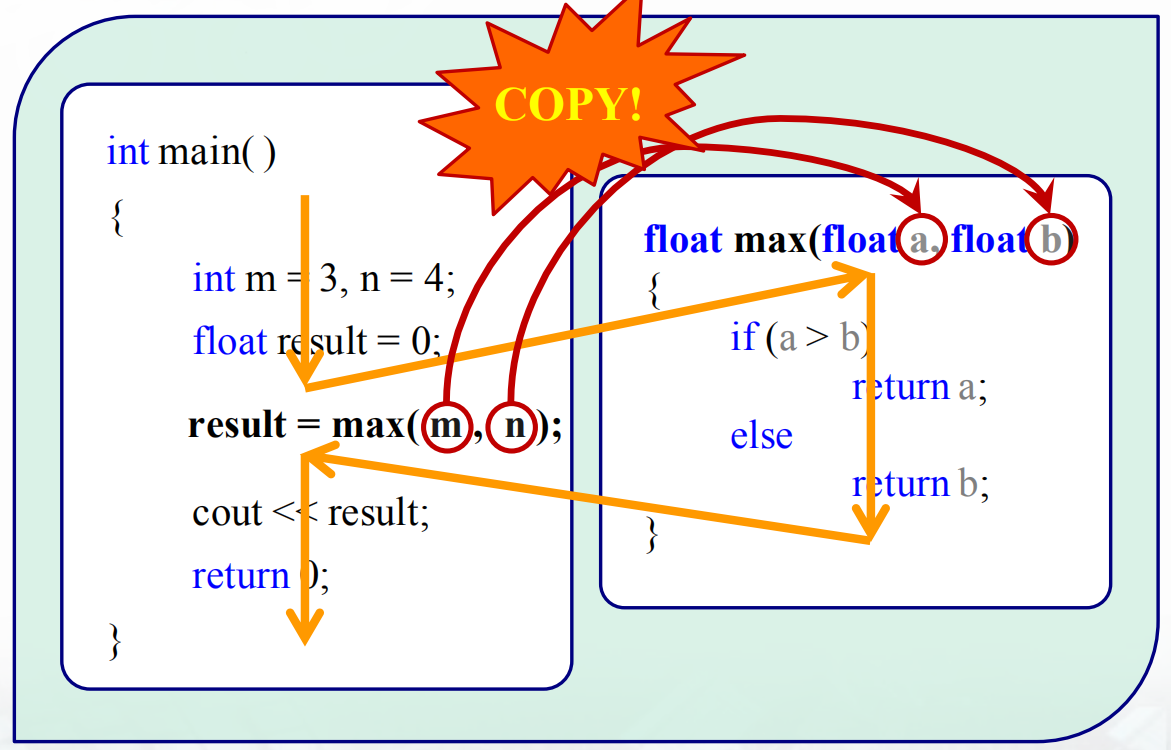 COPY!
int main( )
{
int m = 3, n = 4;
float result = 0;
result = max( m , n );
cout << result;
return 0;
}
float max(float a, float b)
{
if (a > b)
return a;
else
return b;
}